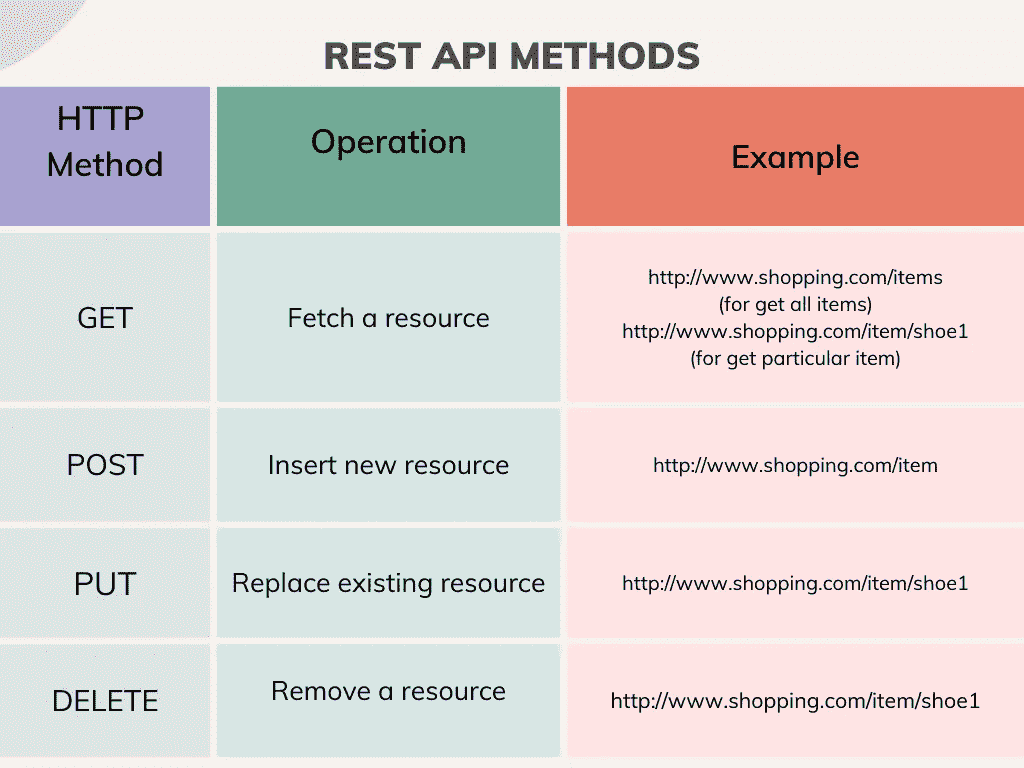 REST API METHODS
HTTP
Method
Operation
Example
GET
Fetch a resource
http://www.shopping.com/items
(for get all items)
http://www.shopping.com/item/shoe1
(for get particular item)
POST
Insert new resource
http://www.shopping.com/item
PUT
Replace existing resource
http://www.shopping.com/item/shoe1
DELETE
Remove a resource
http://www.shopping.com/item/shoe1